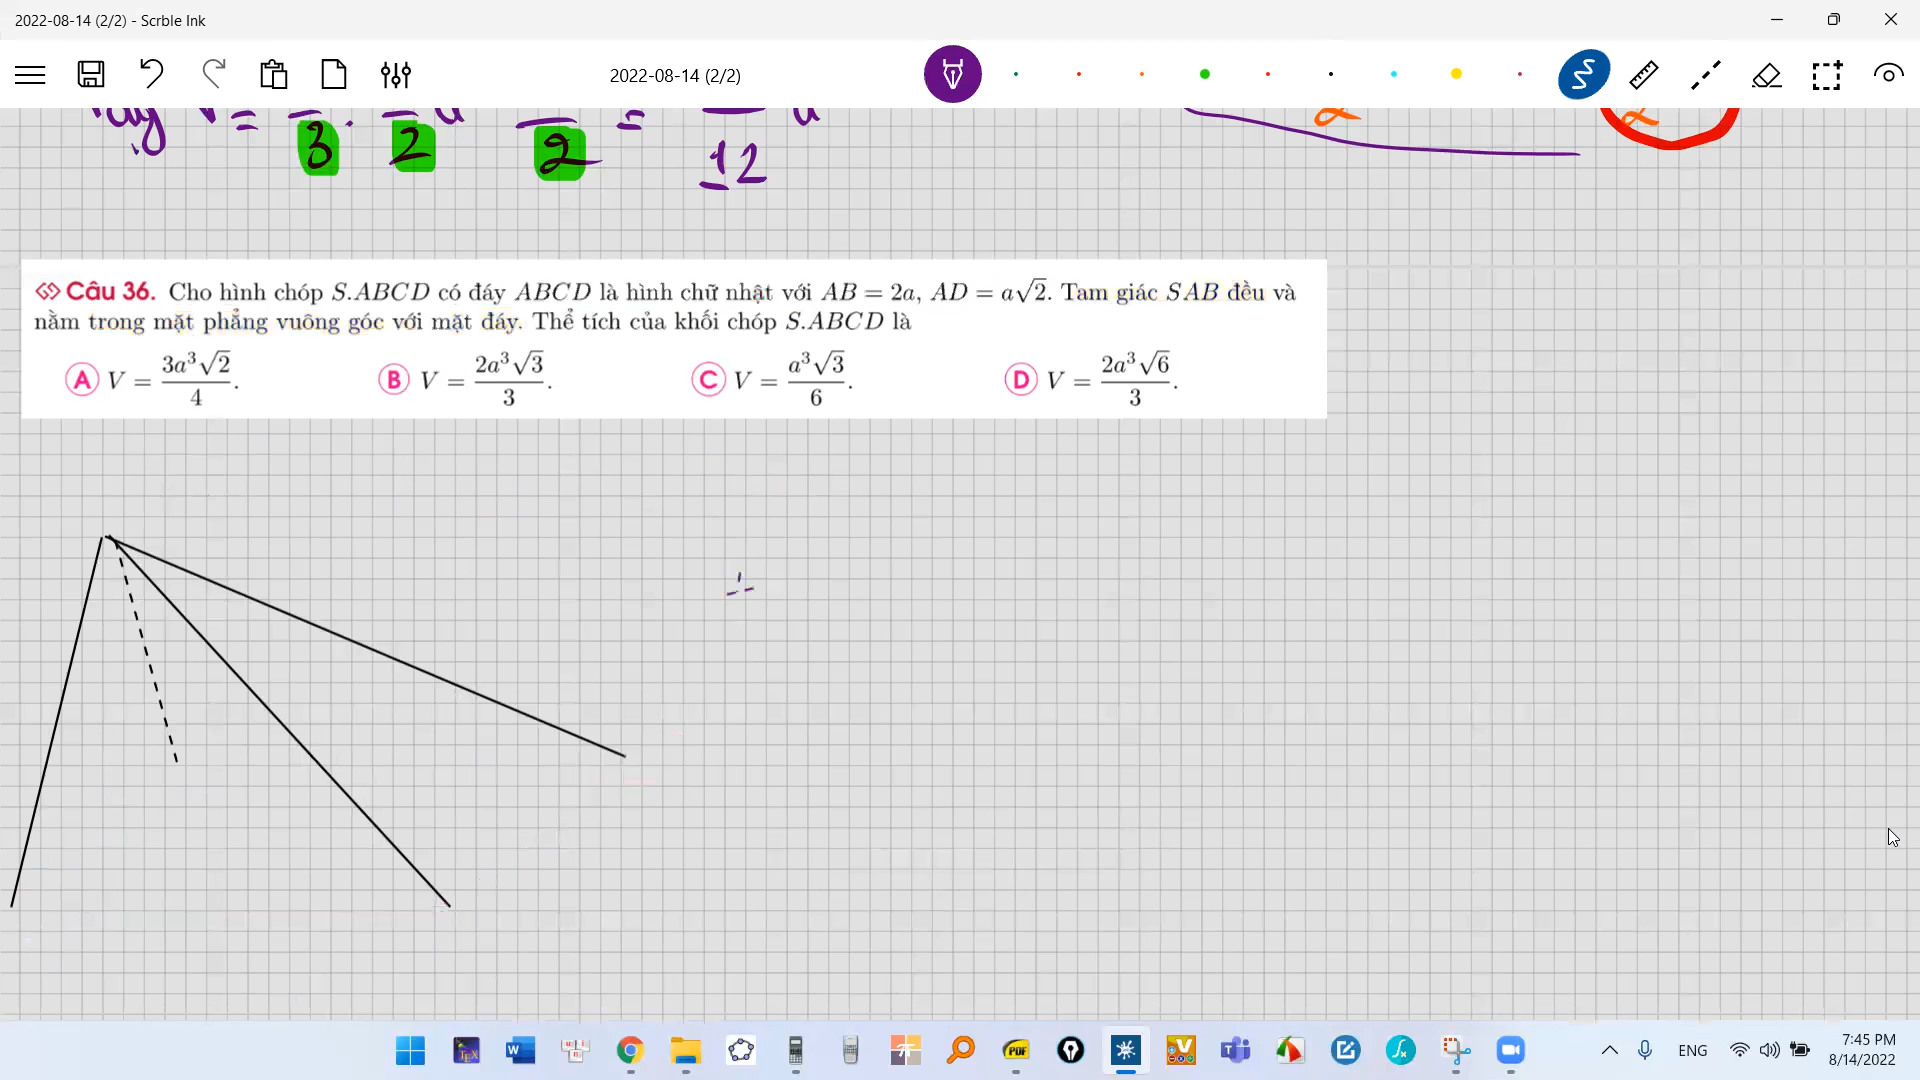 2022-08-14 (2/2) - Scrble Ink
2022-08-14 (2/2)
V = 3 . 2 2 = 12
Câu 36. Cho hình chóp S.ABCD có đáy ABCD là hình chữ nhật với AB = 2a, AD = a√2. Tam giác SAB đều và
nằm trong mặt phẳng vuông góc với mặt đáy. Thể tích của khối chóp S.ABCD là
A V = 3a³√2/4. B V = 2a³√3/3. C V = a³√3/6. D V = 2a³√6/3.
ENG
7:45 PM
8/14/2022